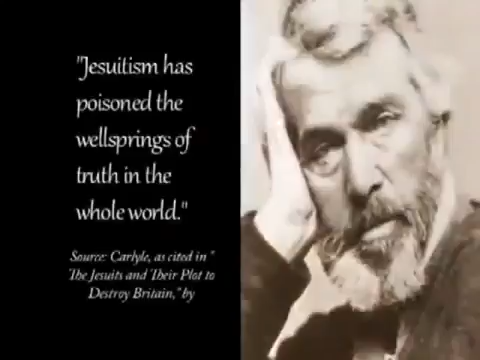 "Jesuitism has
poisoned the
wellsprings of
truth in the
whole world."
Source: Carlyle, as cited in "
The Jesuits and Their Plot to
Destroy Britain," by